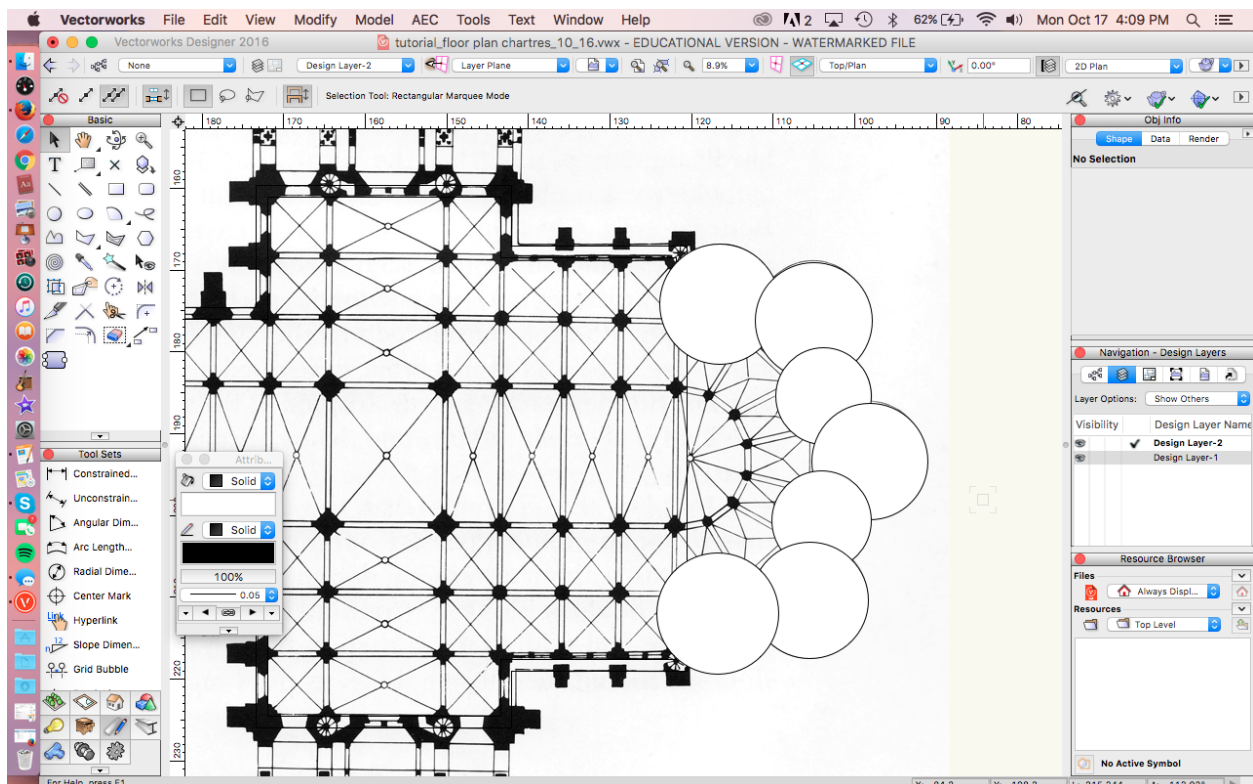 Vectorworks File Edit View Modify Model AEC Tools Text Window Help 2 62% Mon Oct 17 4:09 PM
Vectorworks Designer 2016 tutorial_floor plan chartres_10_16.vwx - EDUCATIONAL VERSION - WATERMARKED FILE
None Design Layer-2 Layer Plane 8.9% Top/Plan 0.00° 2D Plan
Selection Tool: Rectangular Marquee Mode
Basic
180 170 160 150 140 130 120 110 100 90 80
160
170
180
190
220
230
Tool Sets
Constrained...
Unconstrain...
Angular Dim...
Arc Length...
Radial Dime...
Center Mark
Link
Hyperlink
12
Slope Dimen...
Grid Bubble
Attrib...
Solid
Solid
100%
0.05
Obj Info
Shape Data Render
No Selection
Navigation - Design Layers
Layer Options: Show Others
Visibility Design Layer Name
Design Layer-2
Design Layer-1
Resource Browser
Files
Always Displ...
Resources
Top Level
No Active Symbol
For Help, press F1